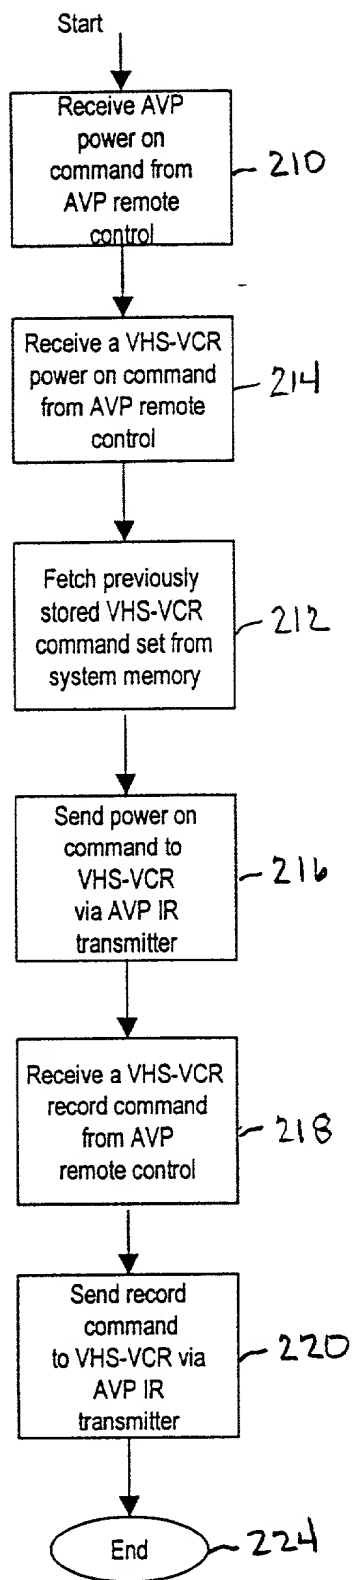 Start
Receive AVP
power on
command from
AVP remote
control
210
Receive a VHS-VCR
power on command
from AVP remote
control
214
Fetch previously
stored VHS-VCR
command set from
system memory
212
Send power on
command to
VHS-VCR
via AVP IR
transmitter
216
Receive a VHS-VCR
record command
from AVP
remote control
218
Send record
command
to VHS-VCR via
AVP IR
transmitter
220
End
224